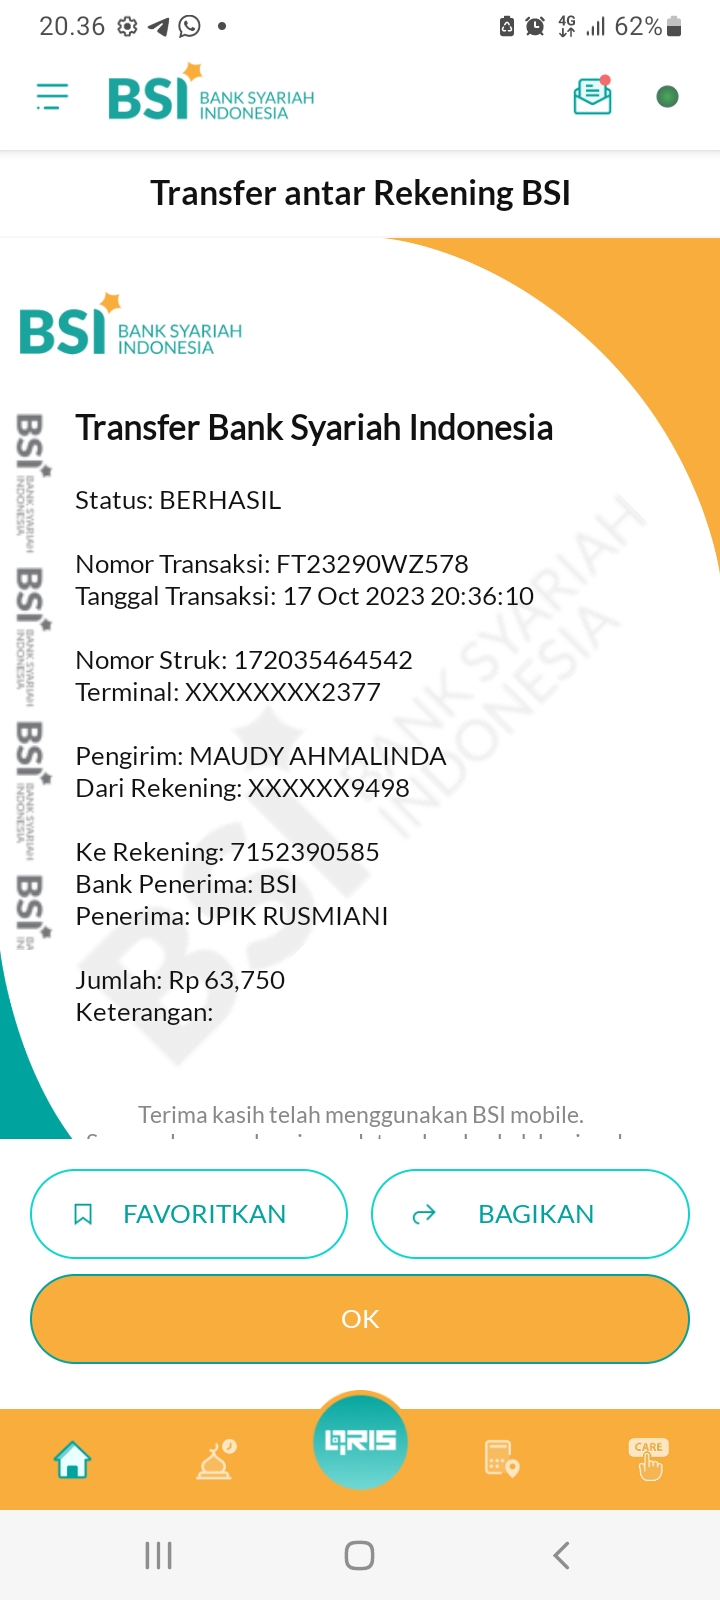 20.36
4G
62%
BSI BANK SYARIAH INDONESIA
Transfer antar Rekening BSI
BSI BANK SYARIAH INDONESIA
Transfer Bank Syariah Indonesia
Status: BERHASIL
Nomor Transaksi: FT23290WZ578
Tanggal Transaksi: 17 Oct 2023 20:36:10
Nomor Struk: 172035464542
Terminal: XXXXXXXX2377
Pengirim: MAUDY AHMALINDA
Dari Rekening: XXXXXX9498
Ke Rekening: 7152390585
Bank Penerima: BSI
Penerima: UPIK RUSMIANI
Jumlah: Rp 63,750
Keterangan:
BSI BANK SYARIAH INDONESIA
BSI BANK SYARIAH INDONESIA
BSI BANK SYARIAH INDONESIA
BSI
BSI BANK SYARIAH INDONESIA
Terima kasih telah menggunakan BSI mobile.
FAVORITKAN
BAGIKAN
OK
QRIS
CARE